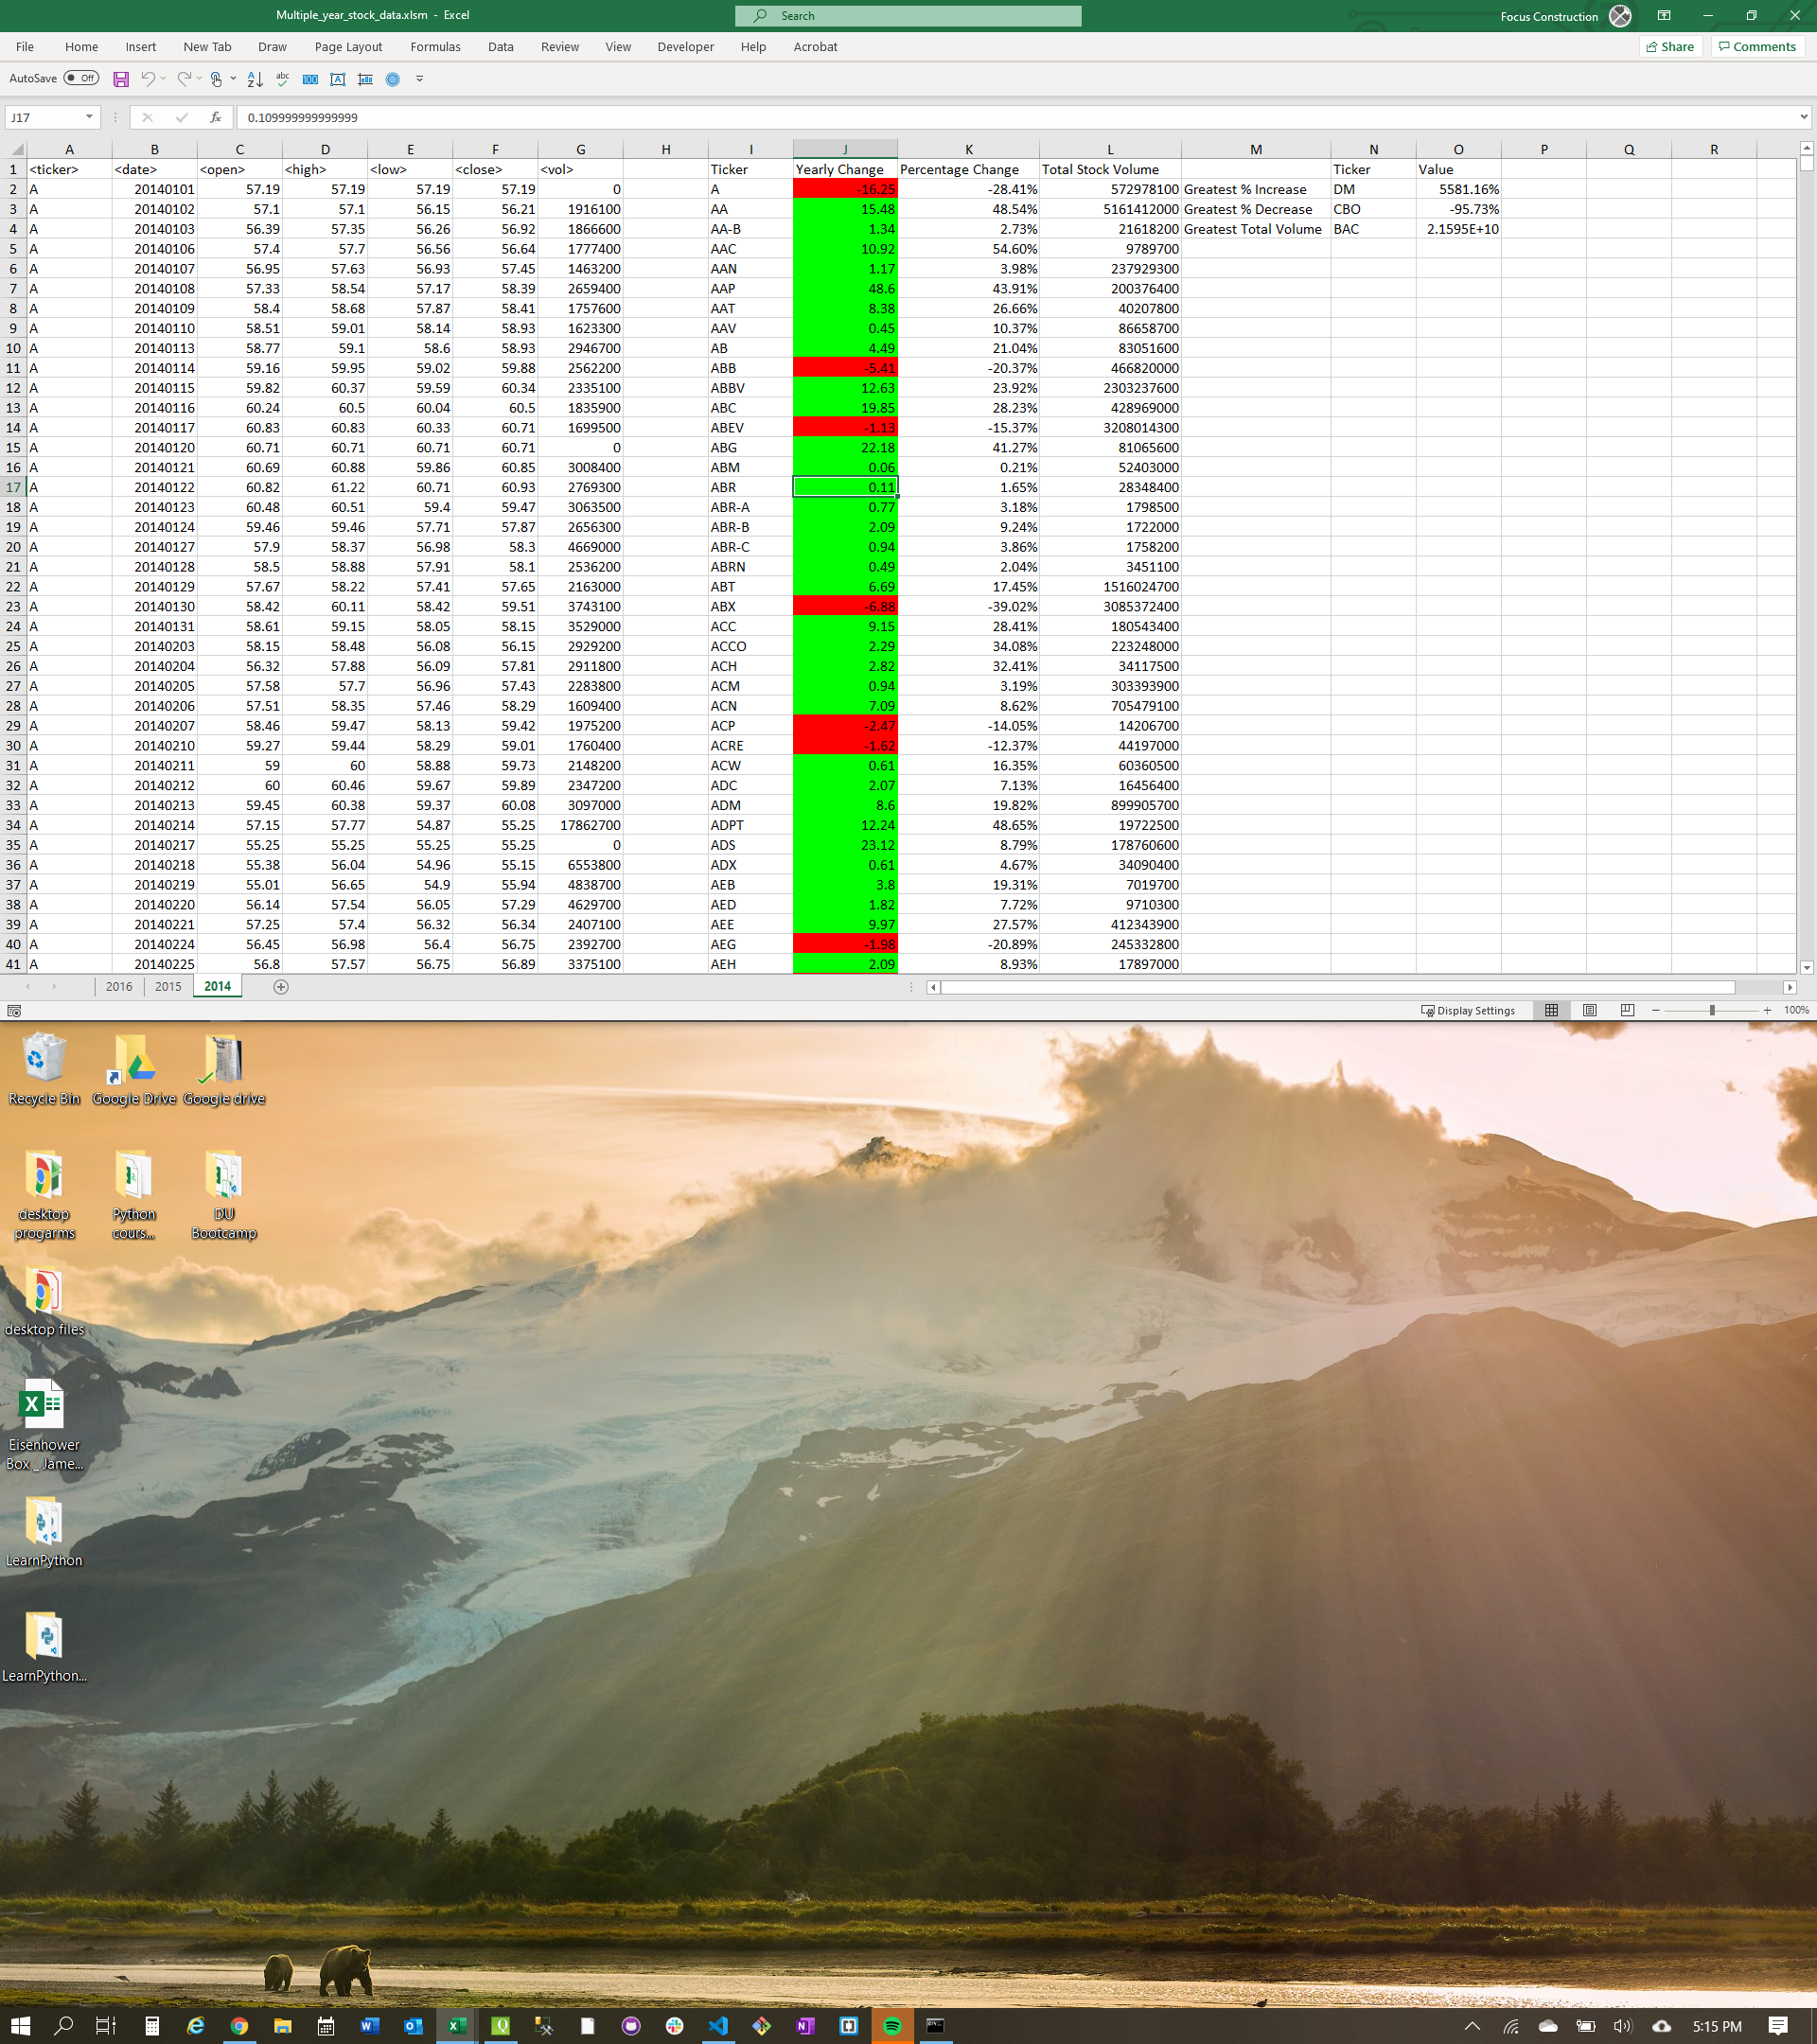 Multiple_year_stock_data.xlsm - Excel Search Focus Construction
File Home Insert New Tab Draw Page Layout Formulas Data Review View Developer Help Acrobat Share Comments
AutoSave Off
J17 fx 0.109999999999999
A B C D E F G H I J K L M N O P Q R
1 <ticker> <date> <open> <high> <low> <close> <vol> Ticker Yearly Change Percentage Change Total Stock Volume Ticker Value
2 A 20140101 57.19 57.19 57.19 57.19 0 A -16.25 -28.41% 572978100 Greatest % Increase DM 5581.16%
3 A 20140102 57.1 57.1 56.15 56.21 1916100 AA 15.48 48.54% 5161412000 Greatest % Decrease CBO -95.73%
4 A 20140103 56.39 57.35 56.26 56.92 1866600 AA-B 1.34 2.73% 21618200 Greatest Total Volume BAC 2.1595E+10
5 A 20140106 57.4 57.7 56.56 56.64 1777400 AAC 10.92 54.60% 9789700
6 A 20140107 56.95 57.63 56.93 57.45 1463200 AAN 1.17 3.98% 237929300
7 A 20140108 57.33 58.54 57.17 58.39 2659400 AAP 48.6 43.91% 200376400
8 A 20140109 58.4 58.68 57.87 58.41 1757600 AAT 8.38 26.66% 40207800
9 A 20140110 58.51 59.01 58.14 58.93 1623300 AAV 0.45 10.37% 86658700
10 A 20140113 58.77 59.1 58.6 58.93 2946700 AB 4.49 21.04% 83051600
11 A 20140114 59.16 59.95 59.02 59.88 2562200 ABB -5.41 -20.37% 466820000
12 A 20140115 59.82 60.37 59.59 60.34 2335100 ABBV 12.63 23.92% 2303237600
13 A 20140116 60.24 60.5 60.04 60.5 1835900 ABC 19.85 28.23% 428969000
14 A 20140117 60.83 60.83 60.33 60.71 1699500 ABEV -1.13 -15.37% 3208014300
15 A 20140120 60.71 60.71 60.71 60.71 0 ABG 22.18 41.27% 81065600
16 A 20140121 60.69 60.88 59.86 60.85 3008400 ABM 0.06 0.21% 52403000
17 A 20140122 60.82 61.22 60.71 60.93 2769300 ABR 0.11 1.65% 28348400
18 A 20140123 60.48 60.51 59.4 59.47 3063500 ABR-A 0.77 3.18% 1798500
19 A 20140124 59.46 59.46 57.71 57.87 2656300 ABR-B 2.09 9.24% 1722000
20 A 20140127 57.9 58.37 56.98 58.3 4669000 ABR-C 0.94 3.86% 1758200
21 A 20140128 58.5 58.88 57.91 58.1 2536200 ABRN 0.49 2.04% 3451100
22 A 20140129 57.67 58.22 57.41 57.65 2163000 ABT 6.69 17.45% 1516024700
23 A 20140130 58.42 60.11 58.42 59.51 3743100 ABX -6.88 -39.02% 3085372400
24 A 20140131 58.61 59.15 58.05 58.15 3529000 ACC 9.15 28.41% 180543400
25 A 20140203 58.15 58.48 56.08 56.15 2929200 ACCO 2.29 34.08% 223248000
26 A 20140204 56.32 57.88 56.09 57.81 2911800 ACH 2.82 32.41% 34117500
27 A 20140205 57.58 57.7 56.96 57.43 2283800 ACM 0.94 3.19% 303393900
28 A 20140206 57.51 58.35 57.46 58.29 1609400 ACN 7.09 8.62% 705479100
29 A 20140207 58.46 59.47 58.13 59.42 1975200 ACP -2.47 -14.05% 14206700
30 A 20140210 59.27 59.44 58.29 59.01 1760400 ACRE -1.62 -12.37% 44197000
31 A 20140211 59 60 58.88 59.73 2148200 ACW 0.61 16.35% 60360500
32 A 20140212 60 60.46 59.67 59.89 2347200 ADC 2.07 7.13% 16456400
33 A 20140213 59.45 60.38 59.37 60.08 3097000 ADM 8.6 19.82% 899905700
34 A 20140214 57.15 57.77 54.87 55.25 17862700 ADPT 12.24 48.65% 19722500
35 A 20140217 55.25 55.25 55.25 55.25 0 ADS 23.12 8.79% 178760600
36 A 20140218 55.38 56.04 54.96 55.15 6553800 ADX 0.61 4.67% 34090400
37 A 20140219 55.01 56.65 54.9 55.94 4838700 AEB 3.8 19.31% 7019700
38 A 20140220 56.14 57.54 56.05 57.29 4629700 AED 1.82 7.72% 9710300
39 A 20140221 57.25 57.4 56.32 56.34 2407100 AEE 9.97 27.57% 412343900
40 A 20140224 56.45 56.98 56.4 56.75 2392700 AEG -1.98 -20.89% 245332800
41 A 20140225 56.8 57.57 56.75 56.89 3375100 AEH 2.09 8.93% 17897000
2016 2015 2014
Display Settings 100%
Recycle Bin Google Drive Google drive
desktop progarms Python cours... DU Bootcamp
desktop files
Eisenhower
Box _ Jame...
LearnPython
LearnPython...
5:15 PM